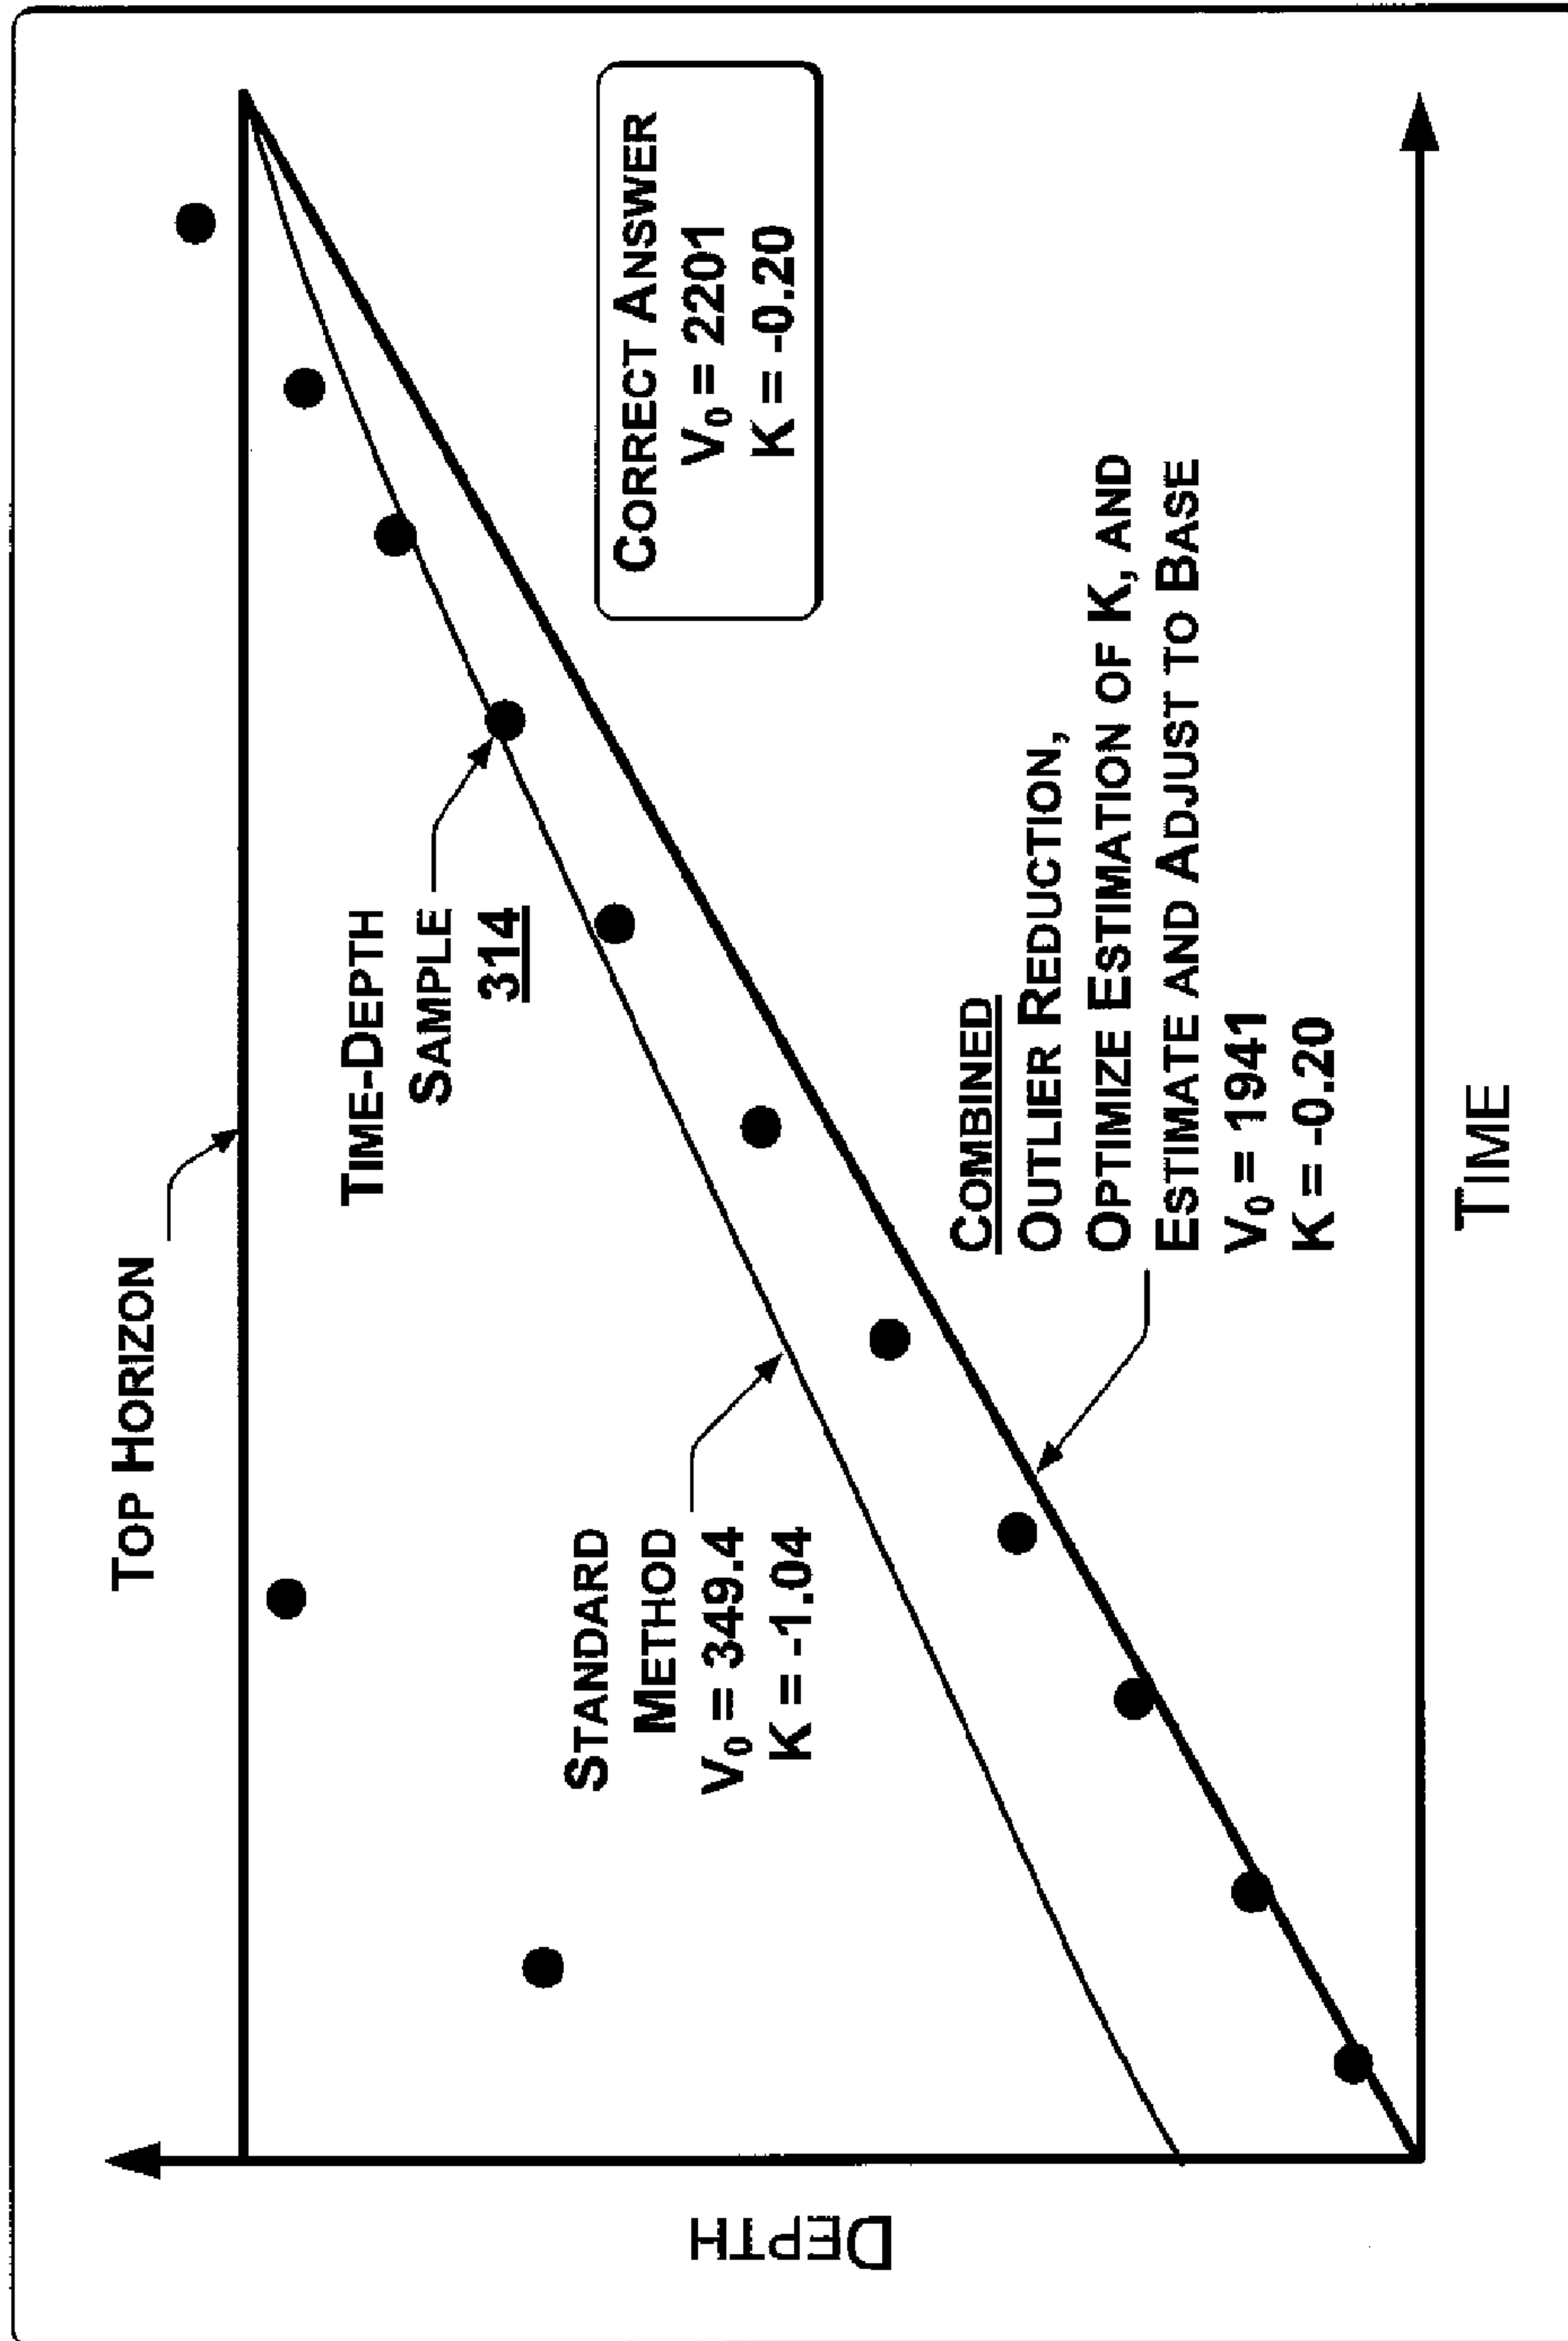 TOP HORIZON
TIME-DEPTH
SAMPLE
314
STANDARD
METHOD
V₀ = 349.4
K = -1.04
CORRECT ANSWER
V₀ = 2201
K = -0.20
COMBINED
OUTLIER REDUCTION,
OPTIMIZE ESTIMATION OF K, AND
ESTIMATE AND ADJUST TO BASE
V₀ = 1941
K = -0.20
DEPTH
TIME